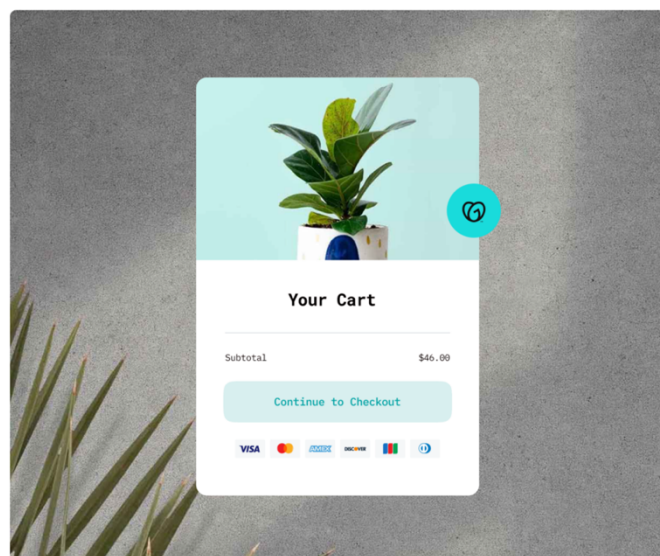 Your Cart
Subtotal $46.00
Continue to Checkout
VISA AMEX DISCOVER